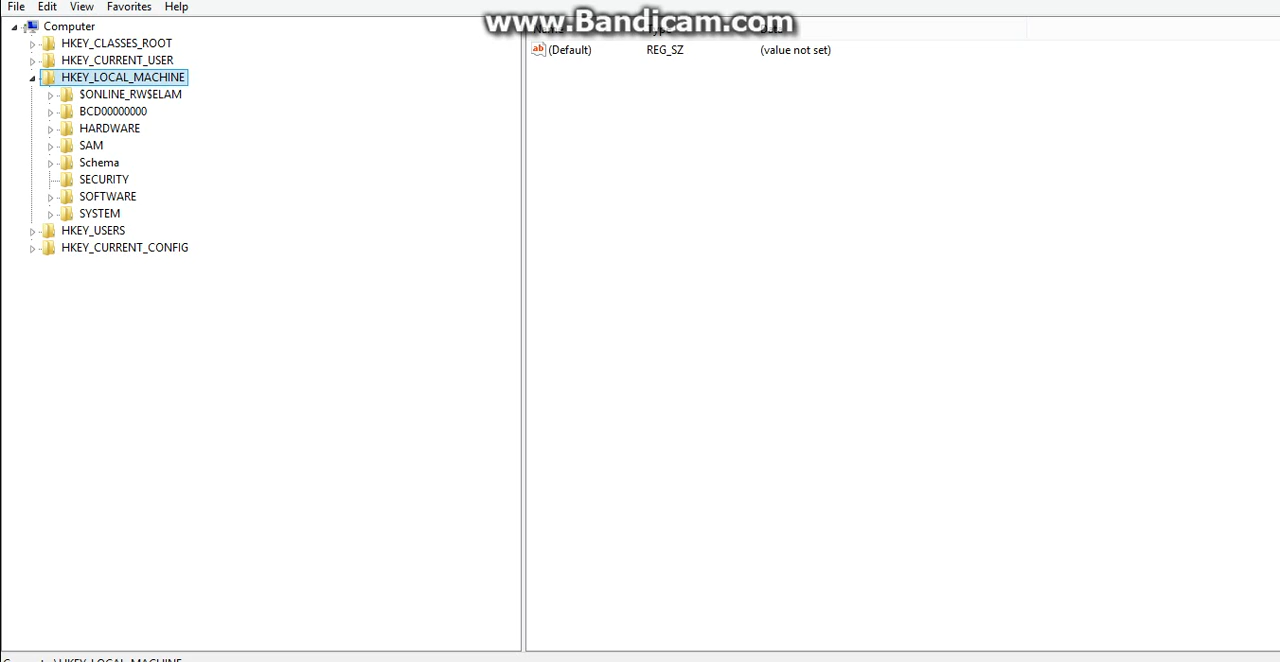 File Edit View Favorites Help
www.Bandicam.com
Computer
HKEY_CLASSES_ROOT
HKEY_CURRENT_USER
HKEY_LOCAL_MACHINE
$ONLINE_RW$ELAM
BCD00000000
HARDWARE
SAM
Schema
SECURITY
SOFTWARE
SYSTEM
HKEY_USERS
HKEY_CURRENT_CONFIG
ab (Default) REG_SZ (value not set)